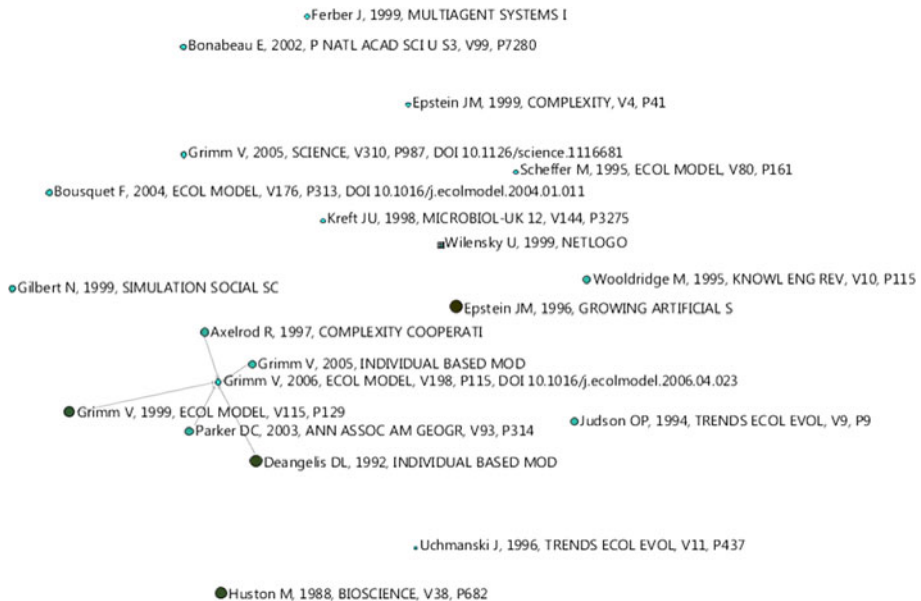 Ferber J, 1999, MULTIAGENT SYSTEMS I
Bonabeau E, 2002, P NATL ACAD SCI U S3, V99, P7280
Epstein JM, 1999, COMPLEXITY, V4, P41
Grimm V, 2005, SCIENCE, V310, P987, DOI 10.1126/science.1116681
Scheffer M, 1995, ECOL MODEL, V80, P161
Bousquet F, 2004, ECOL MODEL, V176, P313, DOI 10.1016/j.ecolmodel.2004.01.011
Kreft JU, 1998, MICROBIOL-UK 12, V144, P3275
Wilensky U, 1999, NETLOGO
Wooldridge M, 1995, KNOWL ENG REV, V10, P115
Gilbert N, 1999, SIMULATION SOCIAL SC
Epstein JM, 1996, GROWING ARTIFICIAL S
Axelrod R, 1997, COMPLEXITY COOPERATI
Grimm V, 2005, INDIVIDUAL BASED MOD
Grimm V, 2006, ECOL MODEL, V198, P115, DOI 10.1016/j.ecolmodel.2006.04.023
Grimm V, 1999, ECOL MODEL, V115, P129
Judson OP, 1994, TRENDS ECOL EVOL, V9, P9
Parker DC, 2003, ANN ASSOC AM GEOGR, V93, P314
Deangelis DL, 1992, INDIVIDUAL BASED MOD
Uchmanski J, 1996, TRENDS ECOL EVOL, V11, P437
Huston M, 1988, BIOSCIENCE, V38, P682